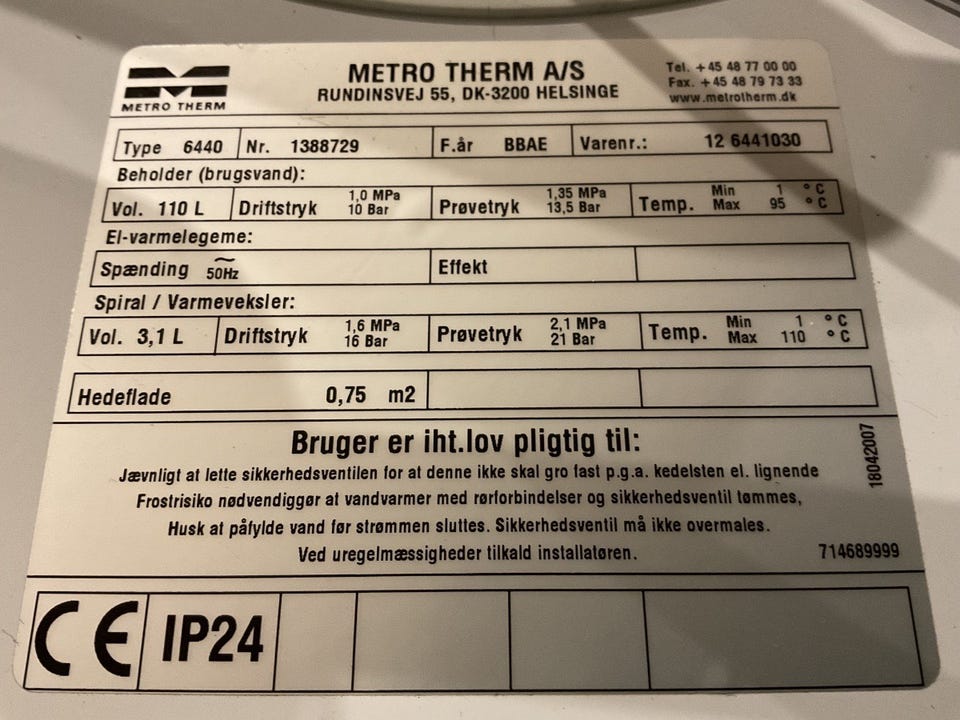 METRO THERM
METRO THERM A/S
RUNDINSVEJ 55, DK-3200 HELSINGE
Tel. +45 48 77 00 00
Fax. +45 48 79 73 33
www.metrotherm.dk
Type 6440 Nr. 1388729 F.år BBAE Varenr.: 12 6441030
Beholder (brugsvand):
Vol. 110 L Driftstryk 1,0 MPa 10 Bar Prøvetryk 1,35 MPa 13,5 Bar Temp. Min 1 °C Max 95 °C
El-varmelegeme:
Spænding ~ 50Hz Effekt
Spiral / Varmeveksler:
Vol. 3,1 L Driftstryk 1,6 MPa 16 Bar Prøvetryk 2,1 MPa 21 Bar Temp. Min 1 °C Max 110 °C
Hedeflade 0,75 m2
Bruger er iht.lov pligtig til:
Jævnligt at lette sikkerhedsventilen for at denne ikke skal gro fast p.g.a. kedelsten el. lignende
Frostrisiko nødvendiggør at vandvarmer med rørforbindelser og sikkerhedsventil tømmes,
Husk at påfylde vand før strømmen sluttes. Sikkerhedsventil må ikke overmales.
Ved uregelmæssigheder tilkald installatøren.
18042007
714689999
CE IP24